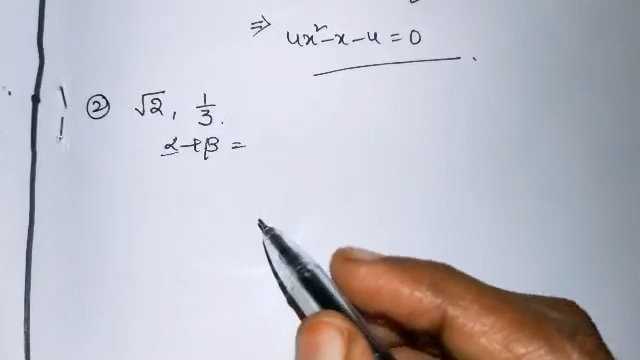 ⇒ 4x²-x-4=0
② √2, 1/3.
α+β =